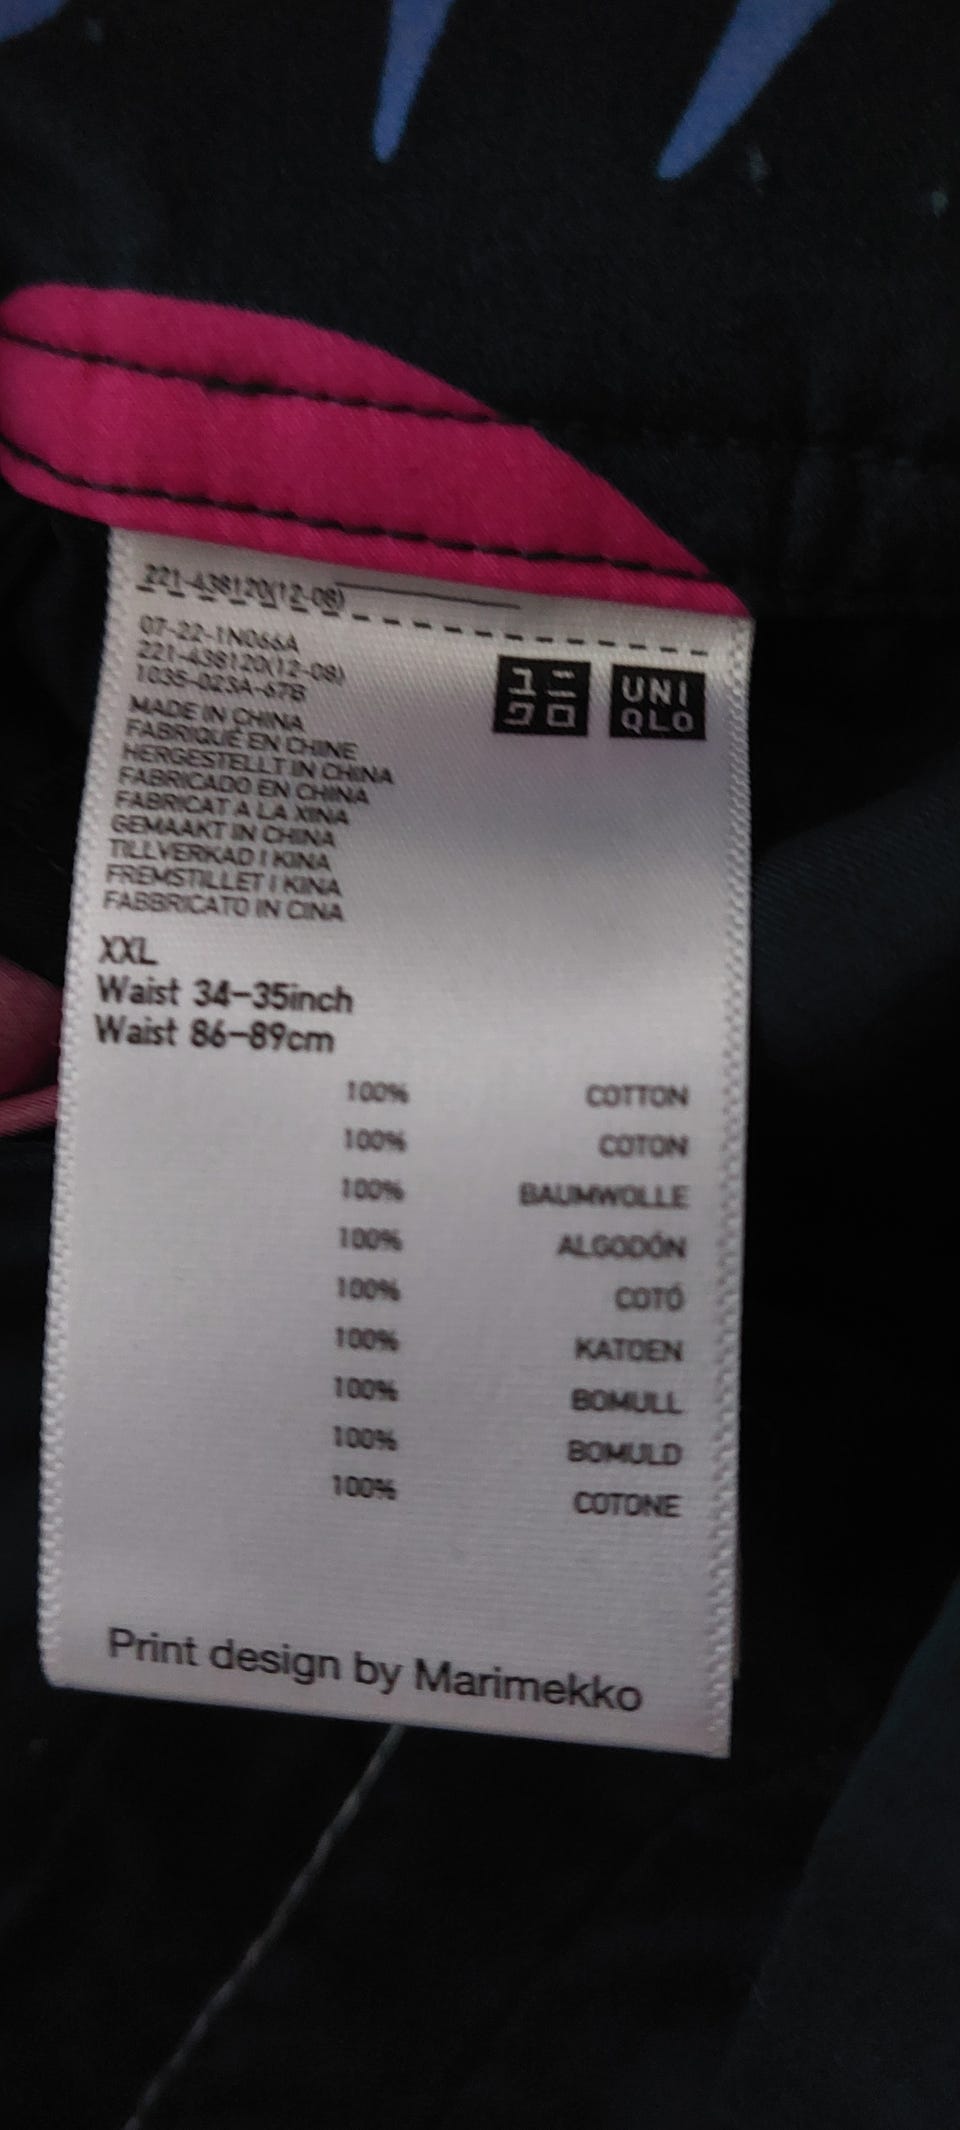 221-438120(12-08)
07-22-1N066A
221-438120(12-08)
1035-023A-67B
ユニ
クロ
UNI
QLO
MADE IN CHINA
FABRIQUÉ EN CHINE
HERGESTELLT IN CHINA
FABRICADO EN CHINA
FABRICAT A LA XINA
GEMAAKT IN CHINA
TILLVERKAD I KINA
FREMSTILLET I KINA
FABBRICATO IN CINA
XXL
Waist 34-35inch
Waist 86-89cm
100% COTTON
100% COTON
100% BAUMWOLLE
100% ALGODÓN
100% COTÓ
100% KATOEN
100% BOMULL
100% BOMULD
100% COTONE
Print design by Marimekko